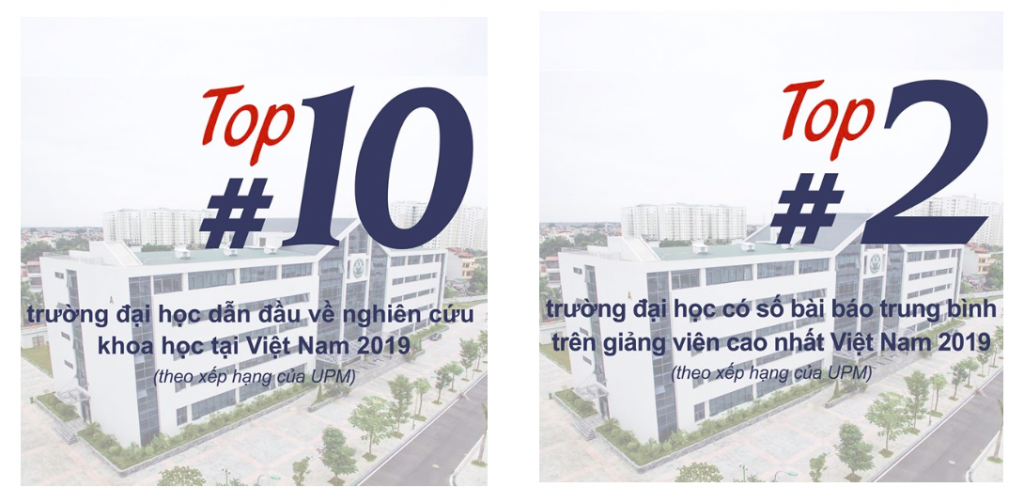 Top
#10
trường đại học dẫn đầu về nghiên cứu
khoa học tại Việt Nam 2019
(theo xếp hạng của UPM)
Top
#2
trường đại học có số bài báo trung bình
trên giảng viên cao nhất Việt Nam 2019
(theo xếp hạng của UPM)